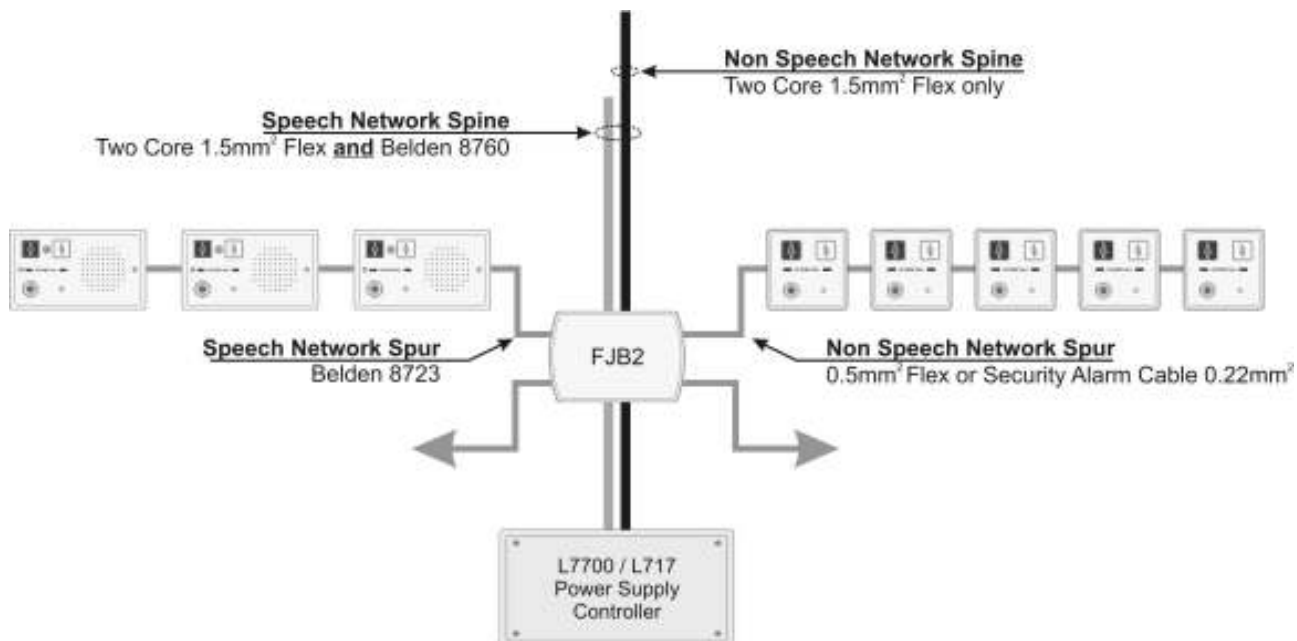 Non Speech Network Spine
Two Core 1.5mm² Flex only
Speech Network Spine
Two Core 1.5mm² Flex and Belden 8760
Speech Network Spur
Belden 8723
FJB2
Non Speech Network Spur
0.5mm² Flex or Security Alarm Cable 0.22mm²
L7700 / L717
Power Supply
Controller